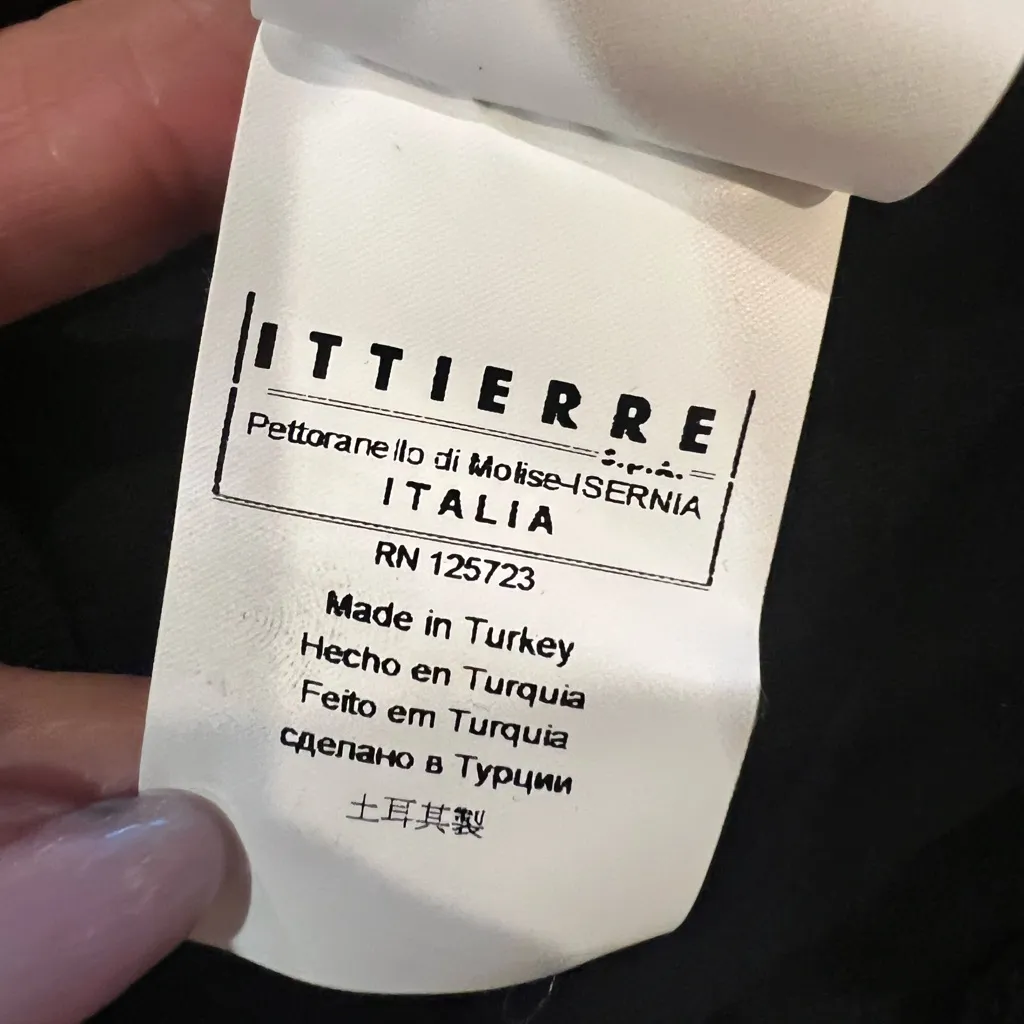 ITTIERRE
s.p.a.
Pettoranello di Molise-ISERNIA
ITALIA
RN 125723
Made in Turkey
Hecho en Turquia
Feito em Turquia
сделано в Турции
土耳其製